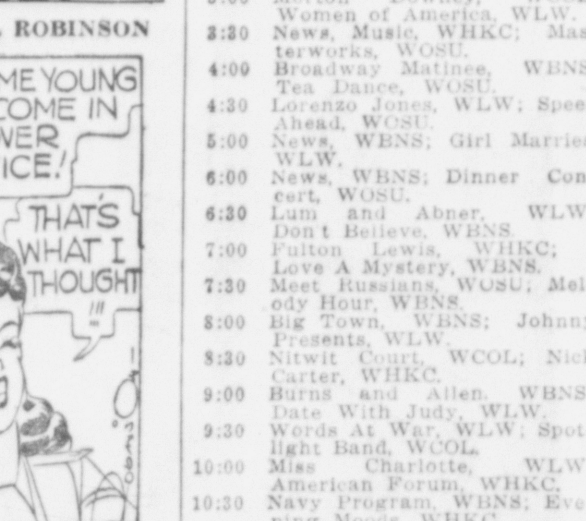 ROBINSON
ME YOUNG
COME IN
ICE!
THAT'S
WHAT I
THOUGHT
!!!
Women of America, WLW.
3:30 News, Music, WHKC; Mas
terworks, WOSU.
4:00 Broadway Matinee, WBNS
Tea Dance, WOSU.
4:30 Lorenzo Jones, WLW; Spee
Ahead, WOSU.
5:00 News, WBNS; Girl Marries
WLW.
6:00 News, WBNS; Dinner Con
cert, WOSU.
6:30 Lum and Abner, WLW
Don't Believe, WBNS.
7:00 Fulton Lewis, WHKC;
Love A Mystery, WBNS.
7:30 Meet Russians, WOSU; Mel
ody Hour, WBNS.
8:00 Big Town, WBNS; Johnny
Presents, WLW.
8:30 Nitwit Court, WCOL; Nick
Carter, WHKC.
9:00 Burns and Allen, WBNS
Date With Judy, WLW.
9:30 Words At War, WLW; Spot
light Band, WCOL.
10:00 Miss Charlotte, WLW
American Forum, WHKC.
10:30 Navy Program, WBNS; Eve
ning Moods, WHKC